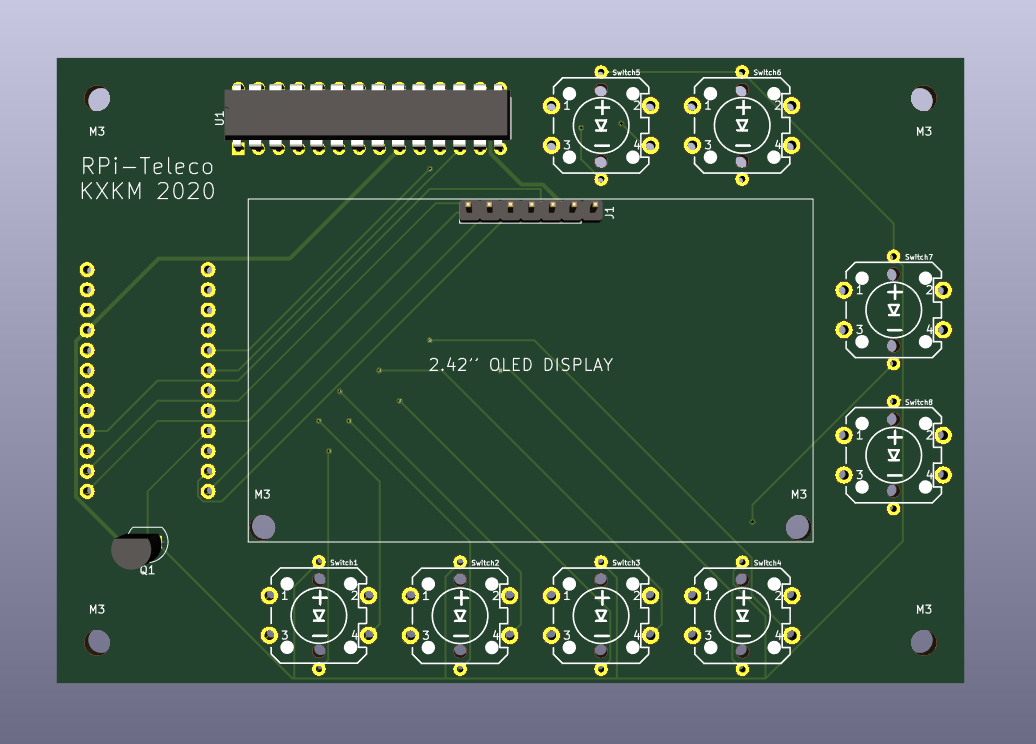 Switch5
Switch6
U1
1 2
3 4
1 2
3 4
M3
M3
RPi-Teleco
KXKM 2020
J1
Switch7
1 2
3 4
2.42'' OLED DISPLAY
Switch8
1 2
3 4
M3
M3
Q1
Switch1
Switch2
Switch3
Switch4
1 2
3 4
1 2
3 4
1 2
3 4
1 2
3 4
M3
M3